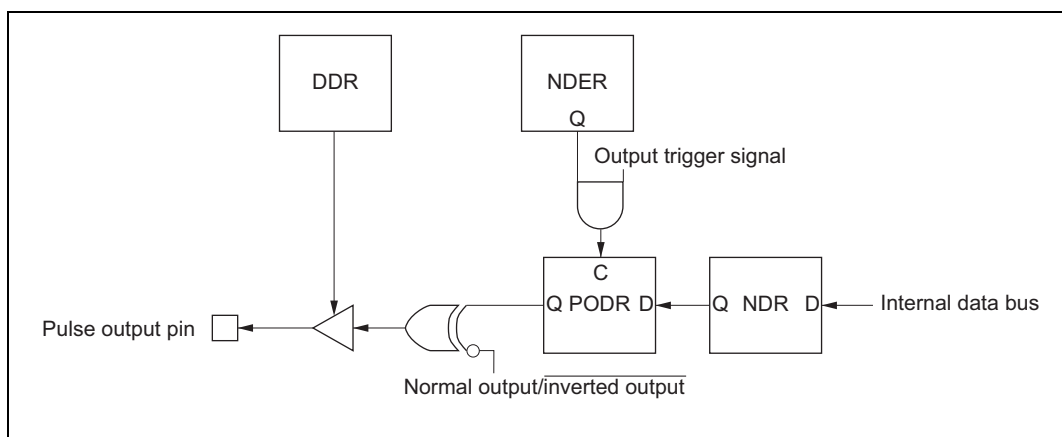 DDR
NDER
Q
Output trigger signal
C
Q PODR D
Q NDR D
Internal data bus
Pulse output pin
Normal output/inverted output